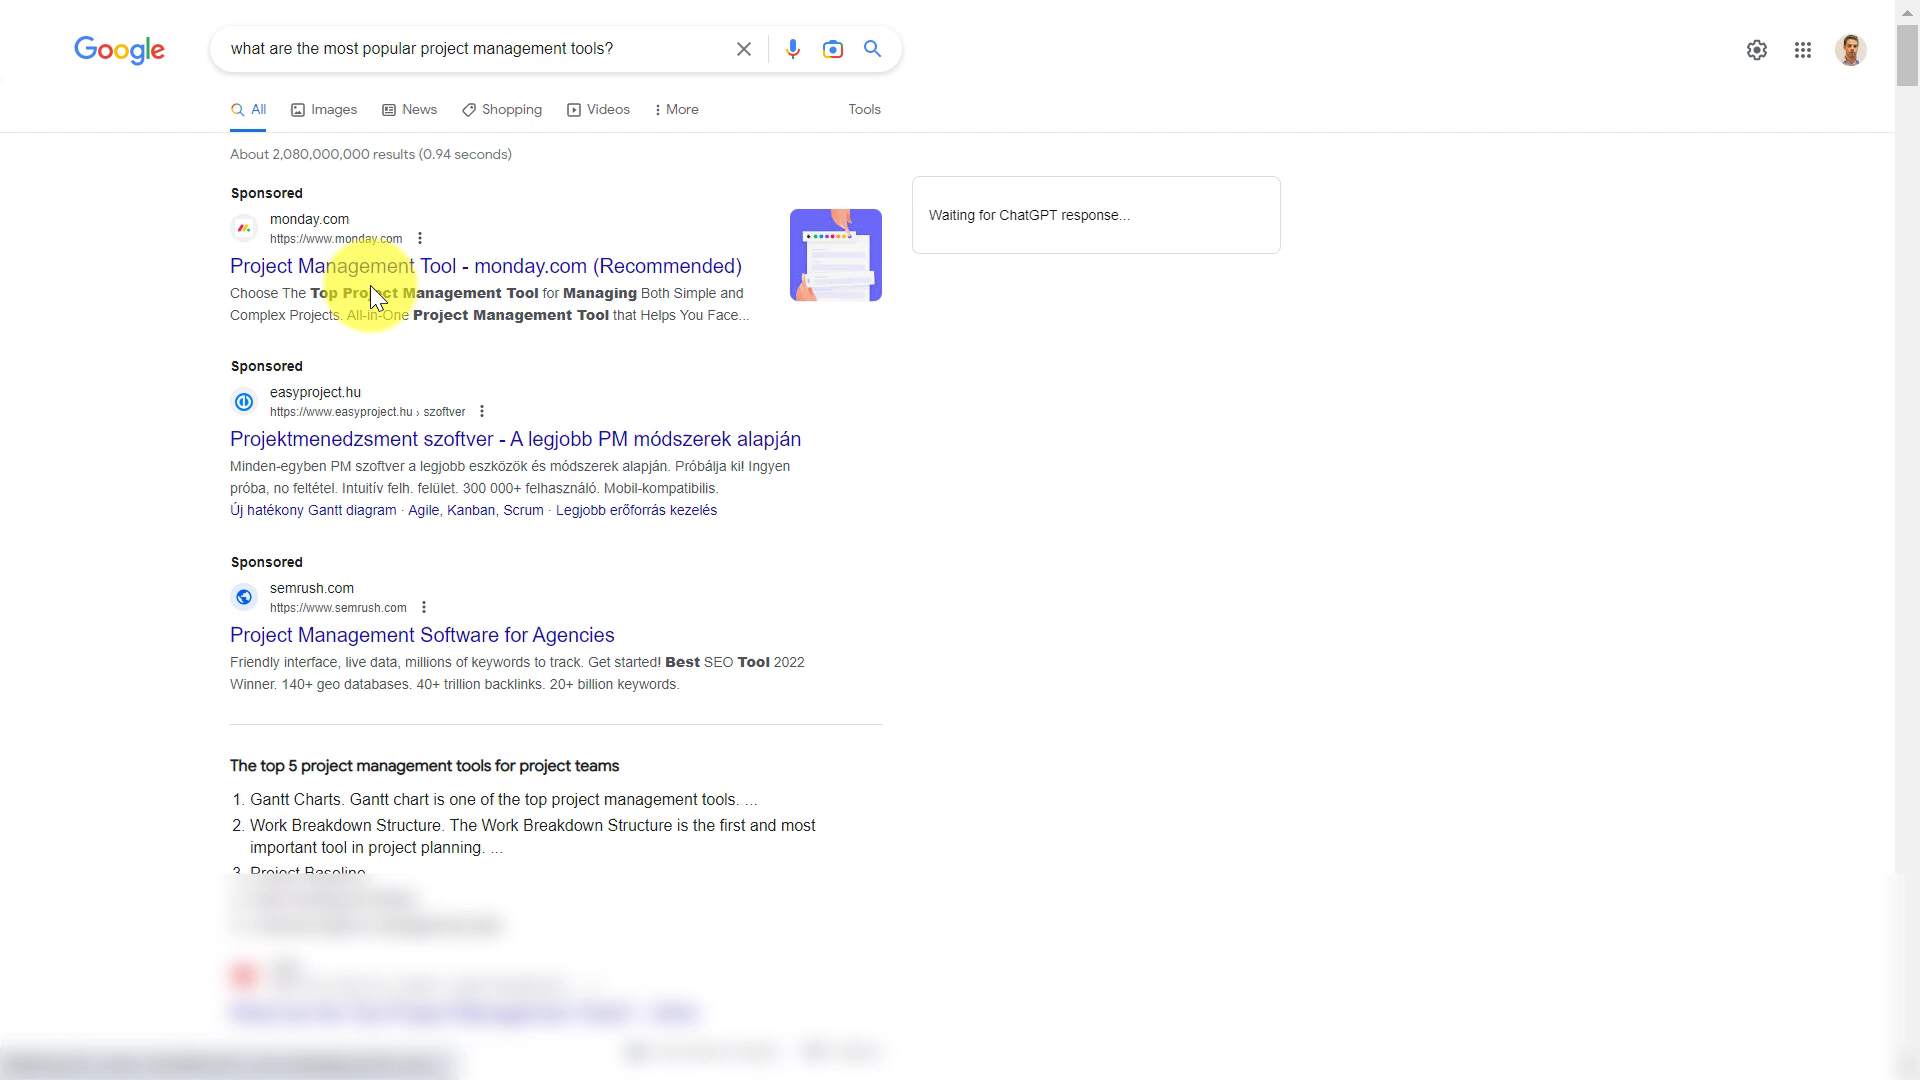 Google
what are the most popular project management tools?
All Images News Shopping Videos More Tools
About 2,080,000,000 results (0.94 seconds)
Sponsored
monday.com
https://www.monday.com
Project Management Tool - monday.com (Recommended)
Choose The Top Project Management Tool for Managing Both Simple and
Complex Projects. All-in-One Project Management Tool that Helps You Face...
Waiting for ChatGPT response...
Sponsored
easyproject.hu
https://www.easyproject.hu › szoftver
Projektmenedzsment szoftver - A legjobb PM módszerek alapján
Minden-egyben PM szoftver a legjobb eszközök és módszerek alapján. Próbálja ki! Ingyen
próba, no feltétel. Intuitív felh. felület. 300 000+ felhasználó. Mobil-kompatibilis.
Új hatékony Gantt diagram · Agile, Kanban, Scrum · Legjobb erőforrás kezelés
Sponsored
semrush.com
https://www.semrush.com
Project Management Software for Agencies
Friendly interface, live data, millions of keywords to track. Get started! Best SEO Tool 2022
Winner. 140+ geo databases. 40+ trillion backlinks. 20+ billion keywords.
The top 5 project management tools for project teams
1. Gantt Charts. Gantt chart is one of the top project management tools. ...
2. Work Breakdown Structure. The Work Breakdown Structure is the first and most
important tool in project planning. ...
3. Project Baseline.